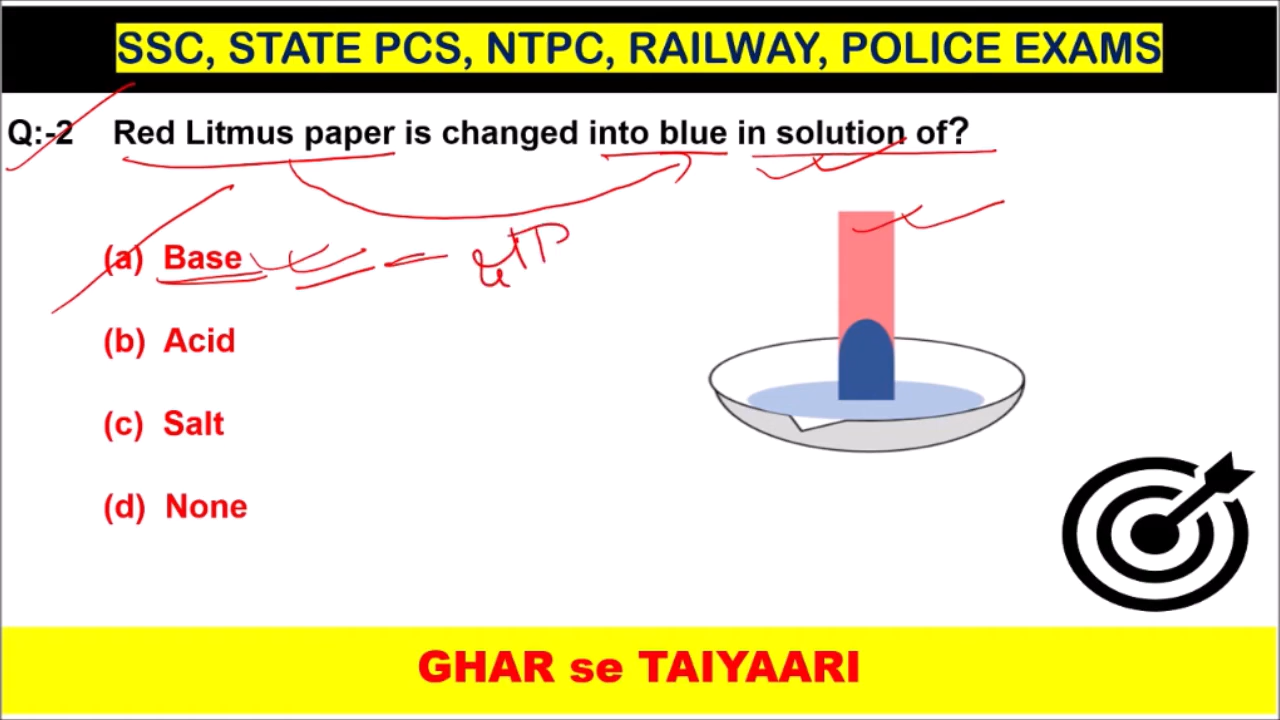 SSC, STATE PCS, NTPC, RAILWAY, POLICE EXAMS
Q:-2 Red Litmus paper is changed into blue in solution of?
(a) Base
(b) Acid
(c) Salt
(d) None
GHAR se TAIYAARI